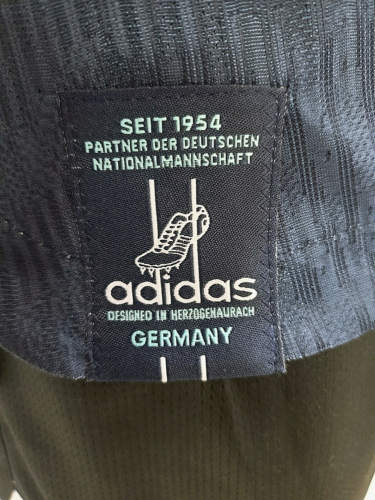 SEIT 1954
PARTNER DER DEUTSCHEN
NATIONALMANNSCHAFT
adidas
DESIGNED IN HERZOGENAURACH
GERMANY